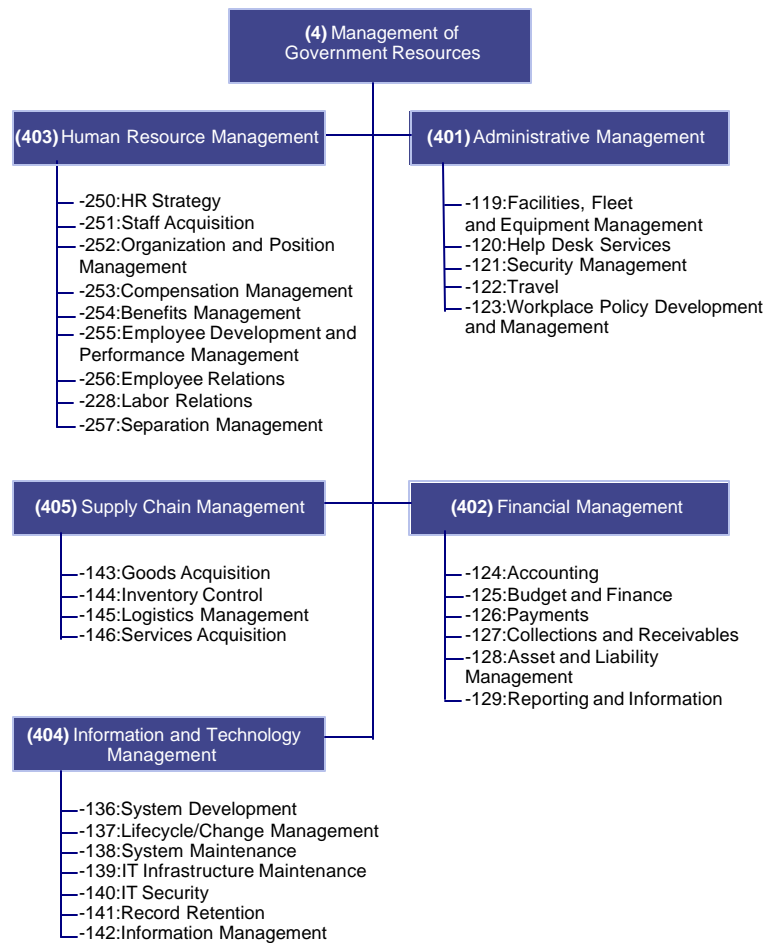 (4) Management of
Government Resources
(403) Human Resource Management
-250:HR Strategy
-251:Staff Acquisition
-252:Organization and Position
Management
-253:Compensation Management
-254:Benefits Management
-255:Employee Development and
Performance Management
-256:Employee Relations
-228:Labor Relations
-257:Separation Management
(401) Administrative Management
-119:Facilities, Fleet
and Equipment Management
-120:Help Desk Services
-121:Security Management
-122:Travel
-123:Workplace Policy Development
and Management
(405) Supply Chain Management
-143:Goods Acquisition
-144:Inventory Control
-145:Logistics Management
-146:Services Acquisition
(402) Financial Management
-124:Accounting
-125:Budget and Finance
-126:Payments
-127:Collections and Receivables
-128:Asset and Liability
Management
-129:Reporting and Information
(404) Information and Technology
Management
-136:System Development
-137:Lifecycle/Change Management
-138:System Maintenance
-139:IT Infrastructure Maintenance
-140:IT Security
-141:Record Retention
-142:Information Management